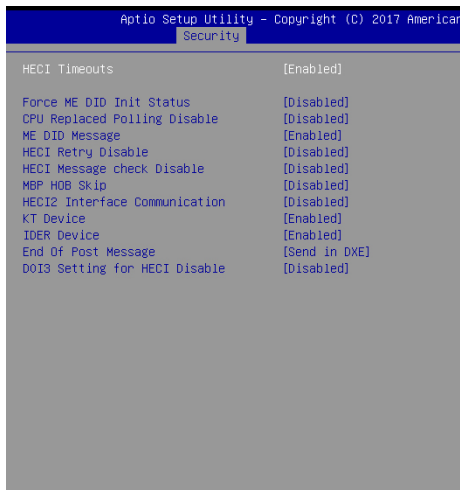 Aptio Setup Utility – Copyright (C) 2017 American
Security
HECI Timeouts [Enabled]
Force ME DID Init Status [Disabled]
CPU Replaced Polling Disable [Disabled]
ME DID Message [Enabled]
HECI Retry Disable [Disabled]
HECI Message check Disable [Disabled]
MBP HOB Skip [Disabled]
HECI2 Interface Communication [Disabled]
KT Device [Enabled]
IDER Device [Enabled]
End Of Post Message [Send in DXE]
D0I3 Setting for HECI Disable [Disabled]